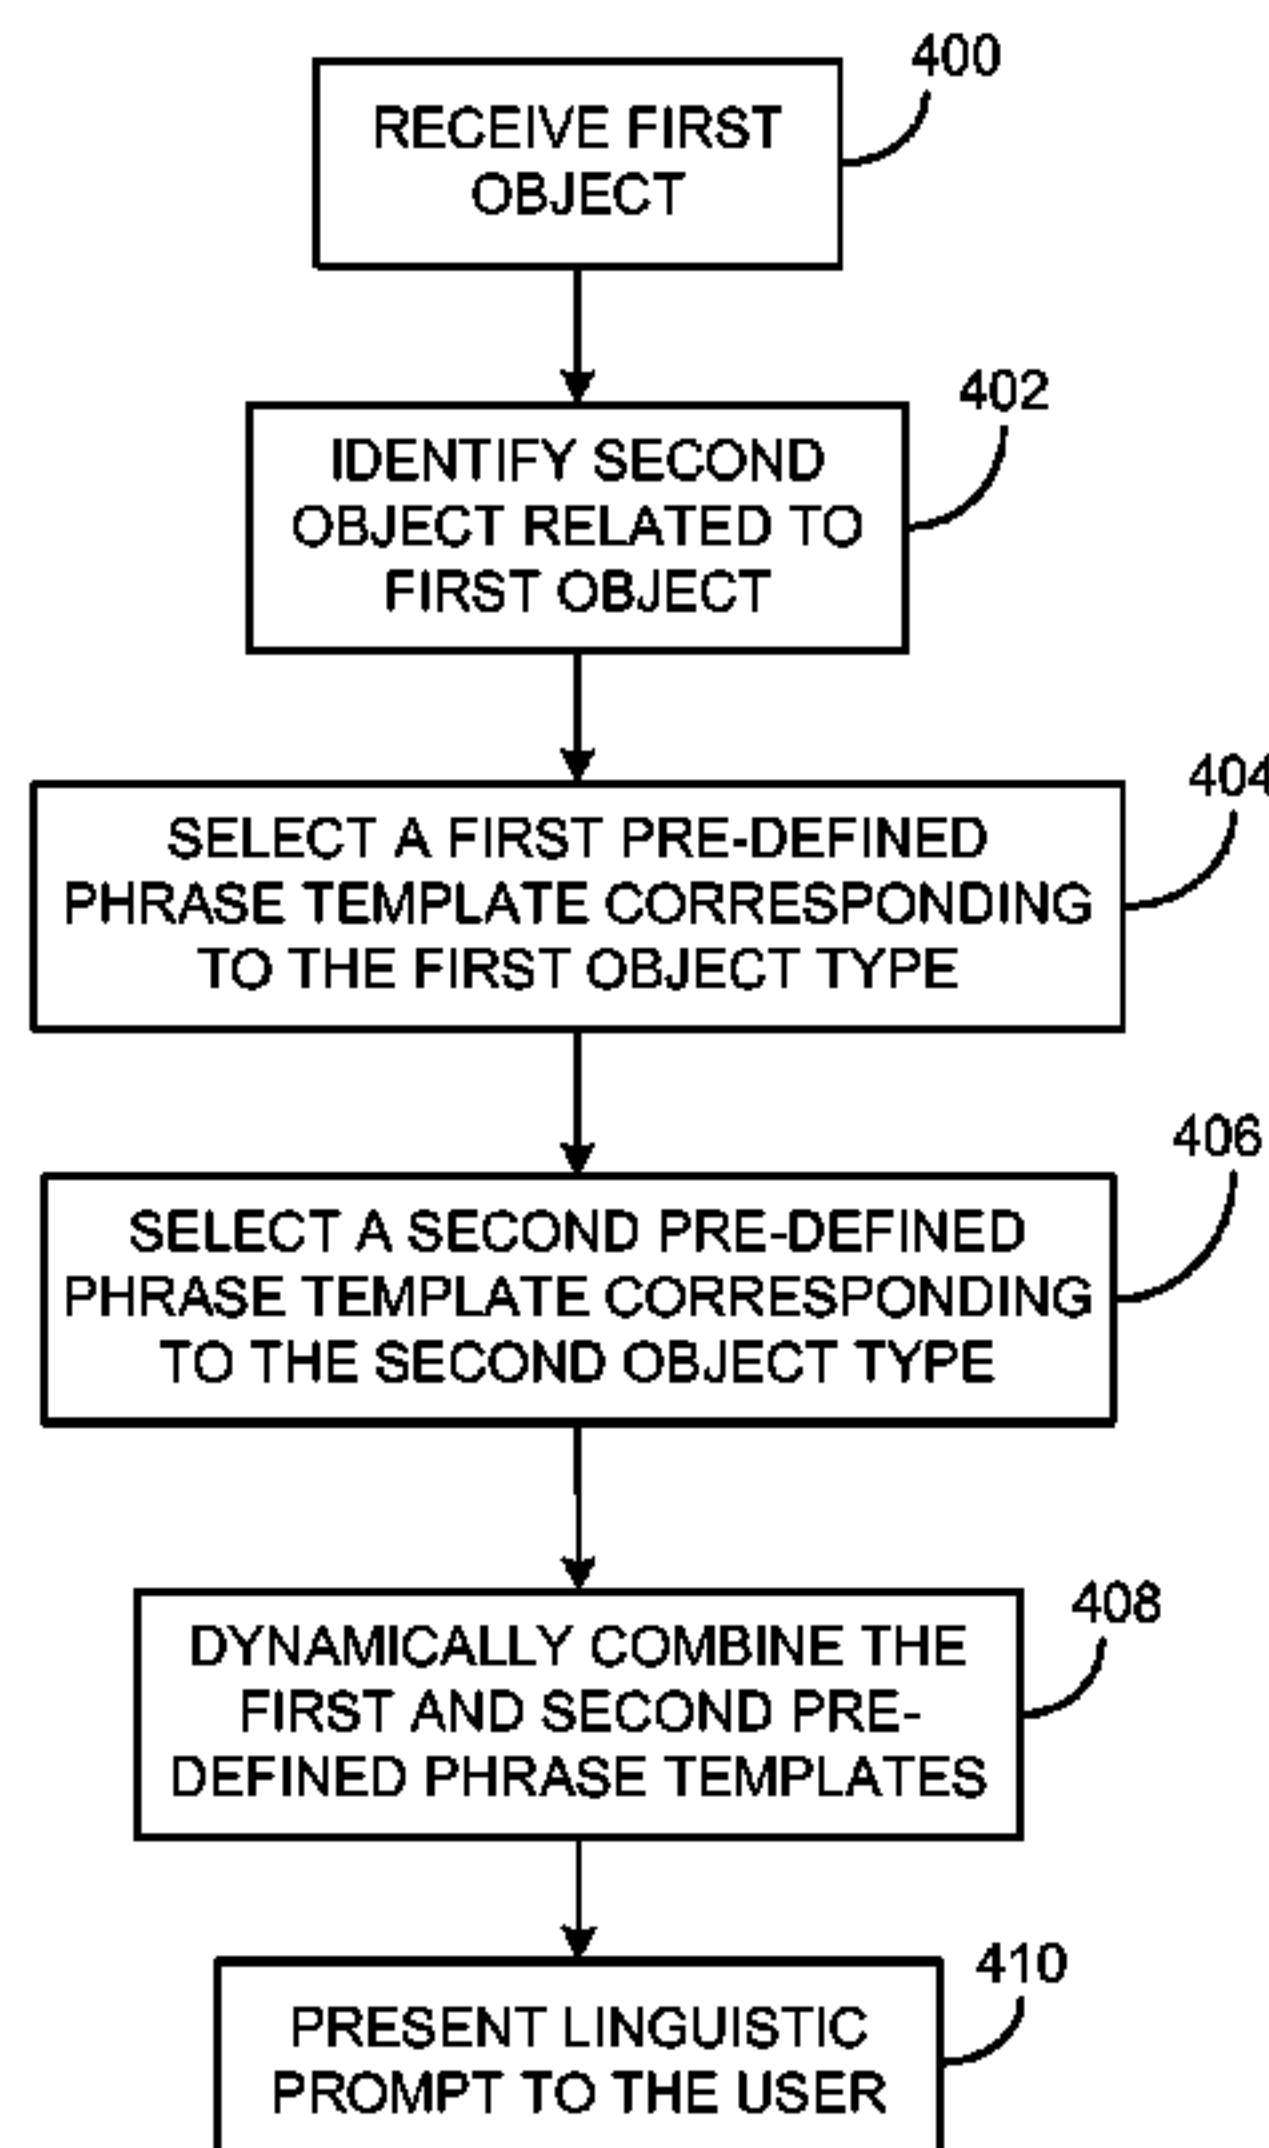 400
RECEIVE FIRST
OBJECT
402
IDENTIFY SECOND
OBJECT RELATED TO
FIRST OBJECT
404
SELECT A FIRST PRE-DEFINED
PHRASE TEMPLATE CORRESPONDING
TO THE FIRST OBJECT TYPE
406
SELECT A SECOND PRE-DEFINED
PHRASE TEMPLATE CORRESPONDING
TO THE SECOND OBJECT TYPE
408
DYNAMICALLY COMBINE THE
FIRST AND SECOND PRE-
DEFINED PHRASE TEMPLATES
410
PRESENT LINGUISTIC
PROMPT TO THE USER